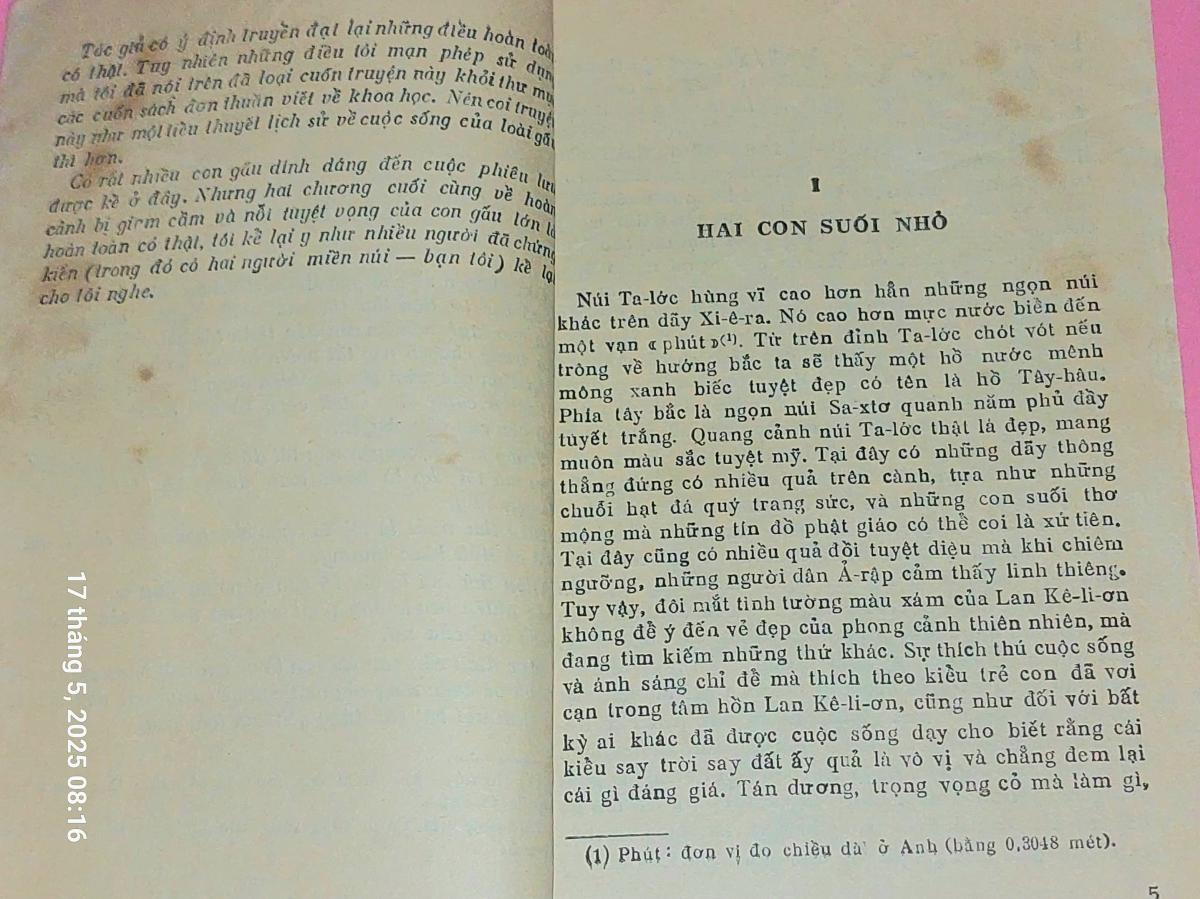 Tác giả có ý định truyền đạt lại những điều hoàn toàn
có thật. Tuy nhiên những điều tôi mạn phép sử dụng
mà tôi đã nói trên đã loại cuốn truyện này khỏi thư mục
các cuốn sách đơn thuần viết về khoa học. Nên coi truyện
này như một tiểu thuyết lịch sử về cuộc sống của loài gấu
thì hơn.
Có rất nhiều con gấu dính dáng đến cuộc phiêu lưu
được kể ở đây. Nhưng hai chương cuối cùng về hoàn
cảnh bị giam cầm và nỗi tuyệt vọng của con gấu lớn là
hoàn toàn có thật, tôi kể lại y như nhiều người đã chứng
kiến (trong đó có hai người miền núi — bạn tôi) kể lại
cho tôi nghe.
I
HAI CON SUỐI NHỎ
Núi Ta-lớc hùng vĩ cao hơn hẳn những ngọn núi
khác trên dãy Xi-ê-ra. Nó cao hơn mực nước biển đến
một vạn « phút »(1). Từ trên đỉnh Ta-lớc chót vót nếu
tròng về hướng bắc ta sẽ thấy một hồ nước mênh
mông xanh biếc tuyệt đẹp có tên là hồ Tây-hâu.
Phía tây bắc là ngọn núi Sa-xtơ quanh năm phủ đầy
tuyết trắng. Quang cảnh núi Ta-lớc thật là đẹp, mang
muôn màu sắc tuyệt mỹ. Tại đây có những dãy thông
thẳng đứng có nhiều quả trên cành, tựa như những
chuỗi hạt đá quý trang sức, và những con suối thơ
mộng mà những tín đồ phật giáo có thể coi là xứ tiên.
Tại đây cũng có nhiều quả đồi tuyệt diệu mà khi chiêm
ngưỡng, những người dân Ả-rập cảm thấy linh thiêng.
Tuy vậy, đôi mắt tinh tường màu xám của Lan Kê-li-ơn
không để ý đến vẻ đẹp của phong cảnh thiên nhiên, mà
đang tìm kiếm những thứ khác. Sự thích thú cuộc sống
và ánh sáng chỉ để mà thích theo kiểu trẻ con đã vơi
cạn trong tâm hồn Lan Kê-li-ơn, cũng như đối với bất
kỳ ai khác đã được cuộc sống dạy cho biết rằng cái
kiểu say trời say đất ấy quả là vô vị và chẳng đem lại
cái gì đáng giá. Tán dương, trọng vọng cỏ mà làm gì,
(1) Phút: đơn vị đo chiều dà ở Anh (bằng 0,3048 mét).
5
17 tháng 5, 2025 08:16